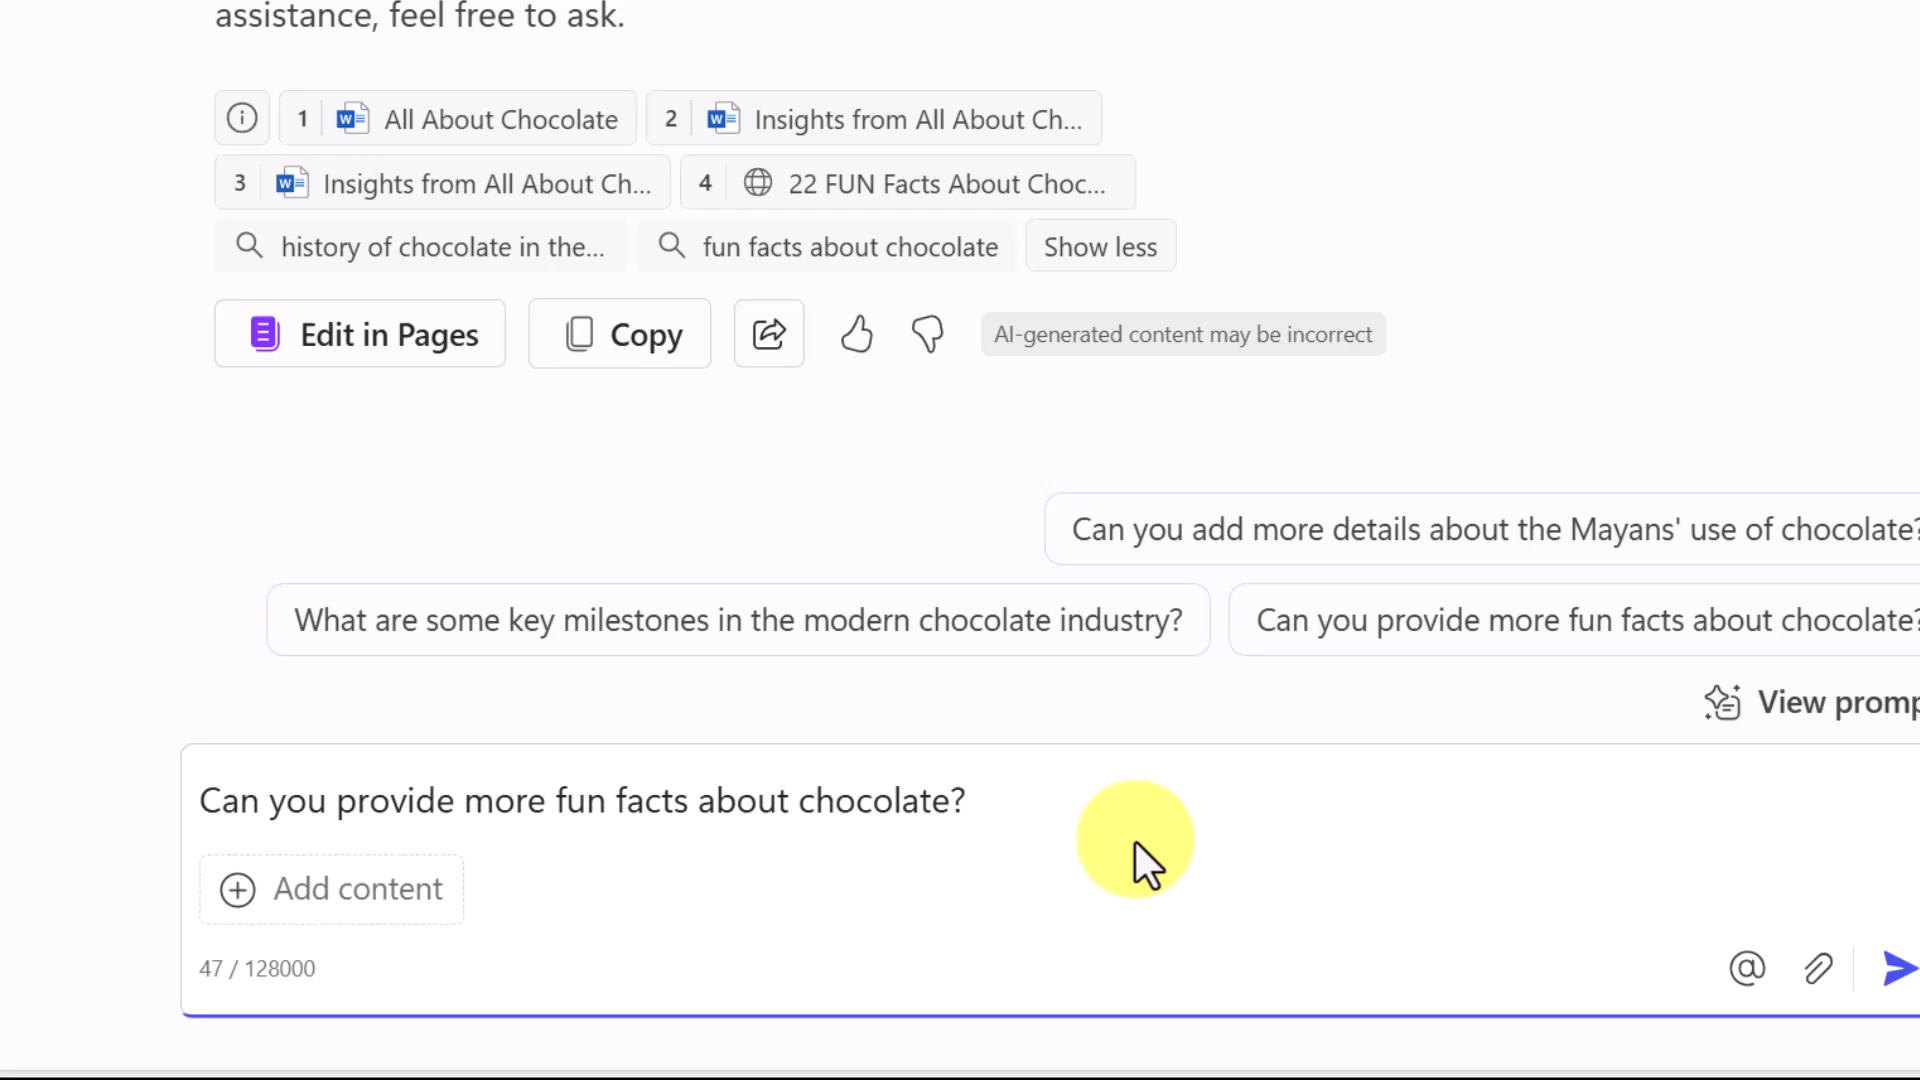 assistance, feel free to ask.
1 All About Chocolate 2 Insights from All About Ch...
3 Insights from All About Ch... 4 22 FUN Facts About Choc...
history of chocolate in the... fun facts about chocolate Show less
Edit in Pages Copy AI-generated content may be incorrect
Can you add more details about the Mayans' use of chocolate?
What are some key milestones in the modern chocolate industry? Can you provide more fun facts about chocolate?
View promp
Can you provide more fun facts about chocolate?
Add content
47 / 128000